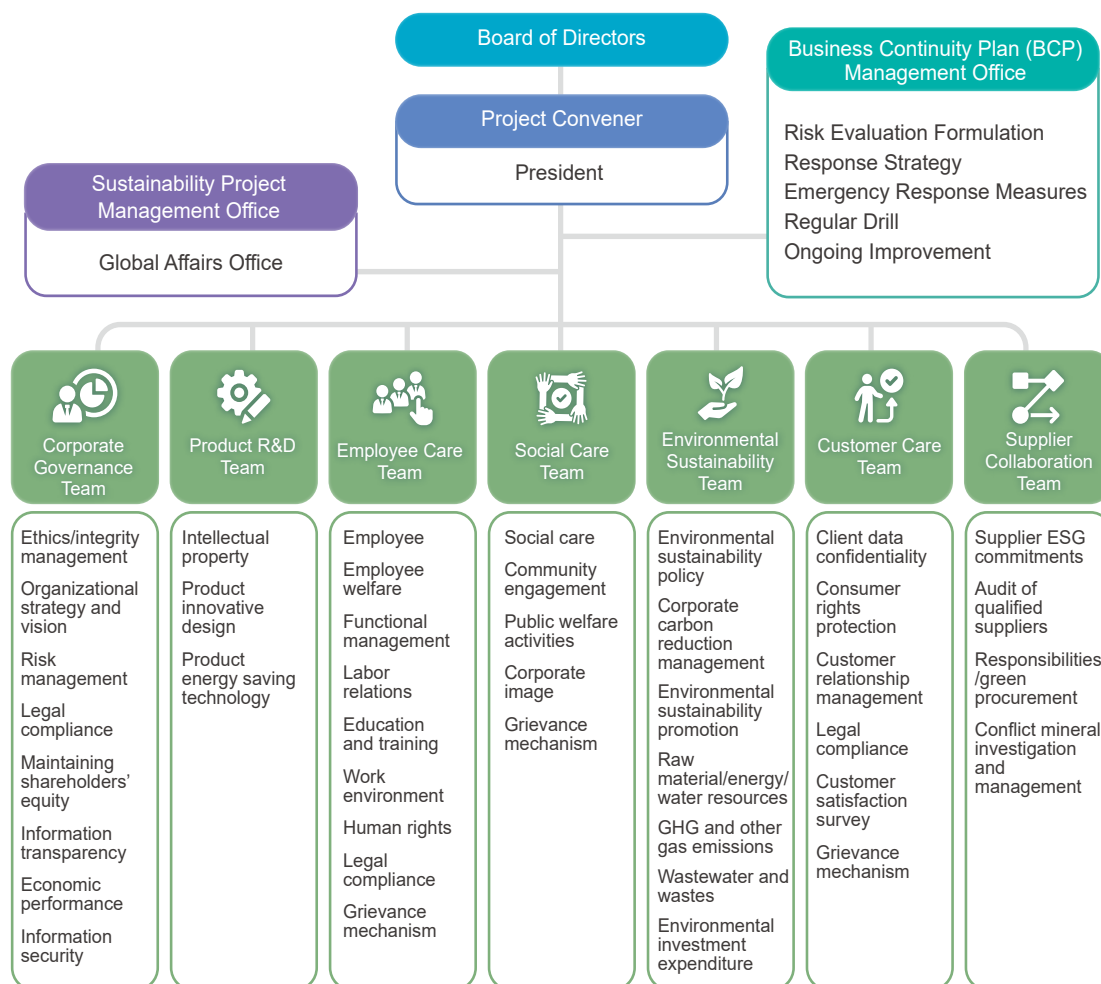 Board of Directors
Project Convener
President
Business Continuity Plan (BCP)
Management Office
Risk Evaluation Formulation
Response Strategy
Emergency Response Measures
Regular Drill
Ongoing Improvement
Sustainability Project
Management Office
Global Affairs Office
Corporate
Governance
Team
Ethics/integrity
management
Organizational
strategy and
vision
Risk
management
Legal
compliance
Maintaining
shareholders’
equity
Information
transparency
Economic
performance
Information
security
Product R&D
Team
Intellectual
property
Product
innovative
design
Product
energy saving
technology
Employee Care
Team
Employee
Employee
welfare
Functional
management
Labor
relations
Education
and training
Work
environment
Human rights
Legal
compliance
Grievance
mechanism
Social Care
Team
Social care
Community
engagement
Public welfare
activities
Corporate
image
Grievance
mechanism
Environmental
Sustainability
Team
Environmental
sustainability
policy
Corporate
carbon
reduction
management
Environmental
sustainability
promotion
Raw
material/energy/
water resources
GHG and other
gas emissions
Wastewater and
wastes
Environmental
investment
expenditure
Customer Care
Team
Client data
confidentiality
Consumer
rights
protection
Customer
relationship
management
Legal
compliance
Customer
satisfaction
survey
Grievance
mechanism
Supplier
Collaboration
Team
Supplier ESG
commitments
Audit of
qualified
suppliers
Responsibilities
/green
procurement
Conflict mineral
investigation
and
management